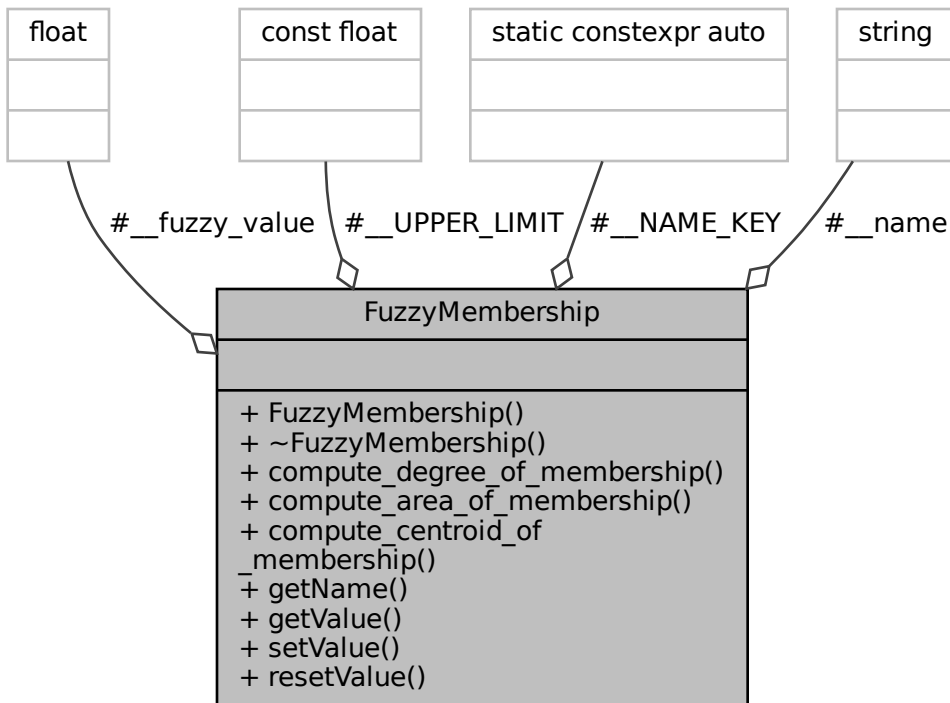 float
const float
static constexpr auto
string
#__fuzzy_value
#__UPPER_LIMIT
#__NAME_KEY
#__name
FuzzyMembership
+ FuzzyMembership()
+ ~FuzzyMembership()
+ compute_degree_of_membership()
+ compute_area_of_membership()
+ compute_centroid_of
_membership()
+ getName()
+ getValue()
+ setValue()
+ resetValue()